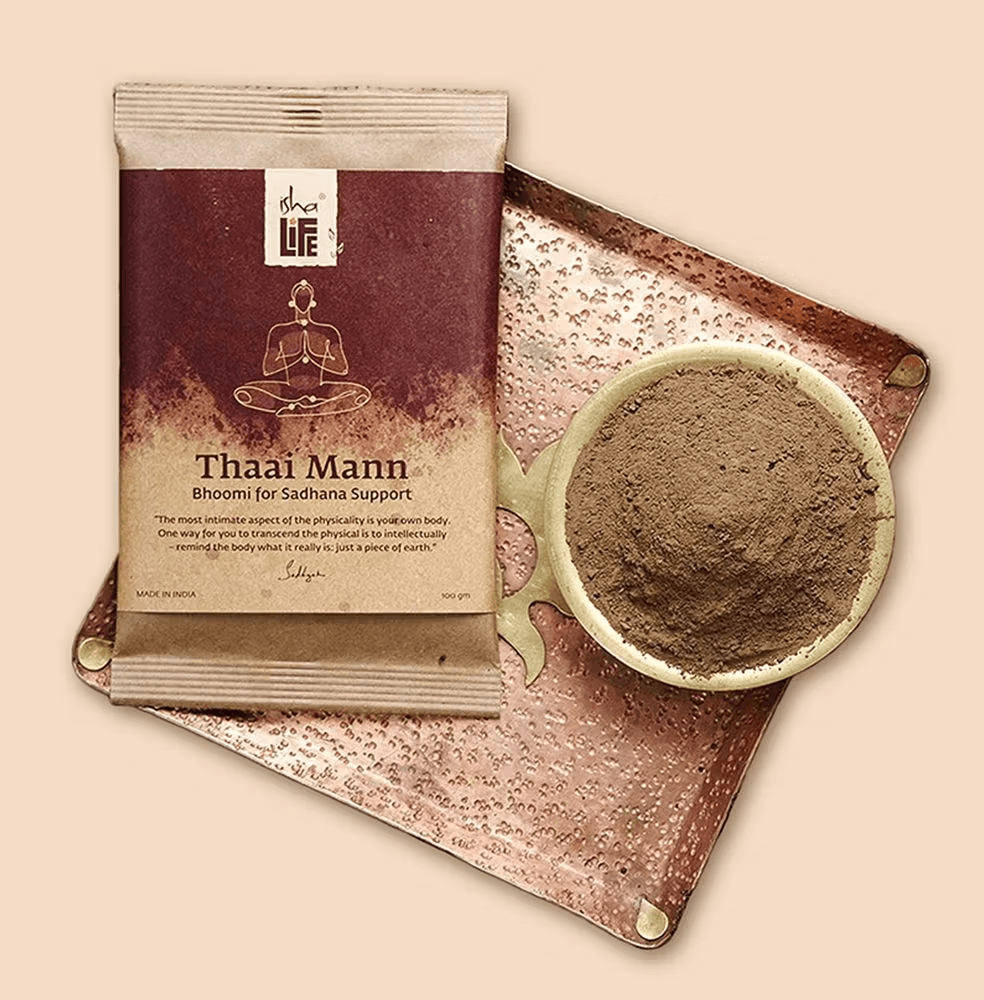 isha®
LiFE
Thaai Mann
Bhoomi for Sadhana Support
"The most intimate aspect of the physicality is your own body.
One way for you to transcend the physical is to intellectually
– remind the body what it really is: just a piece of earth."
Sadhguru
MADE IN INDIA
100 gm